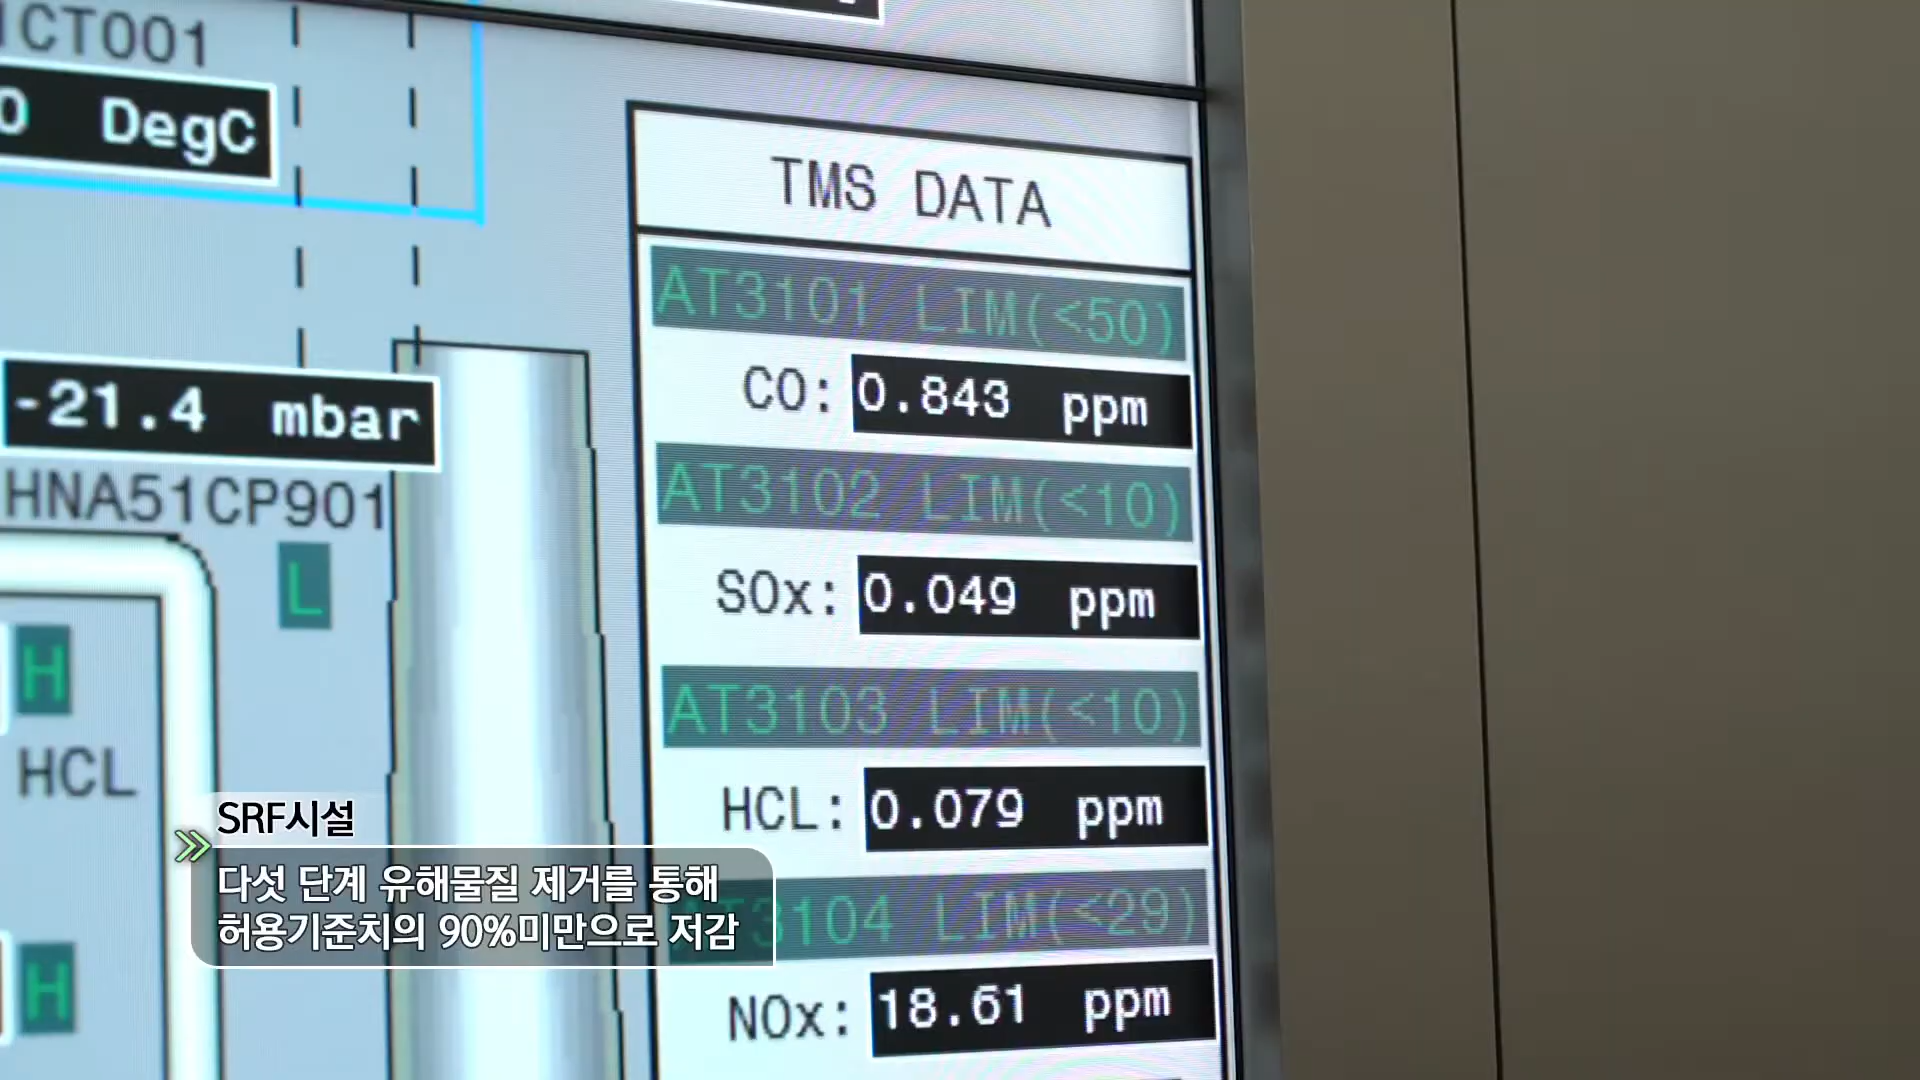 1CT001
0 DegC
-21.4 mbar
HNA51CP901
L
H
HCL
H
TMS DATA
AT3101 LIM(<50)
CO: 0.843 ppm
AT3102 LIM(<10)
SOx: 0.049 ppm
AT3103 LIM(<10)
HCL: 0.079 ppm
AT3104 LIM(<29)
NOx: 18.61 ppm
SRF시설
다섯 단계 유해물질 제거를 통해
허용기준치의 90%미만으로 저감